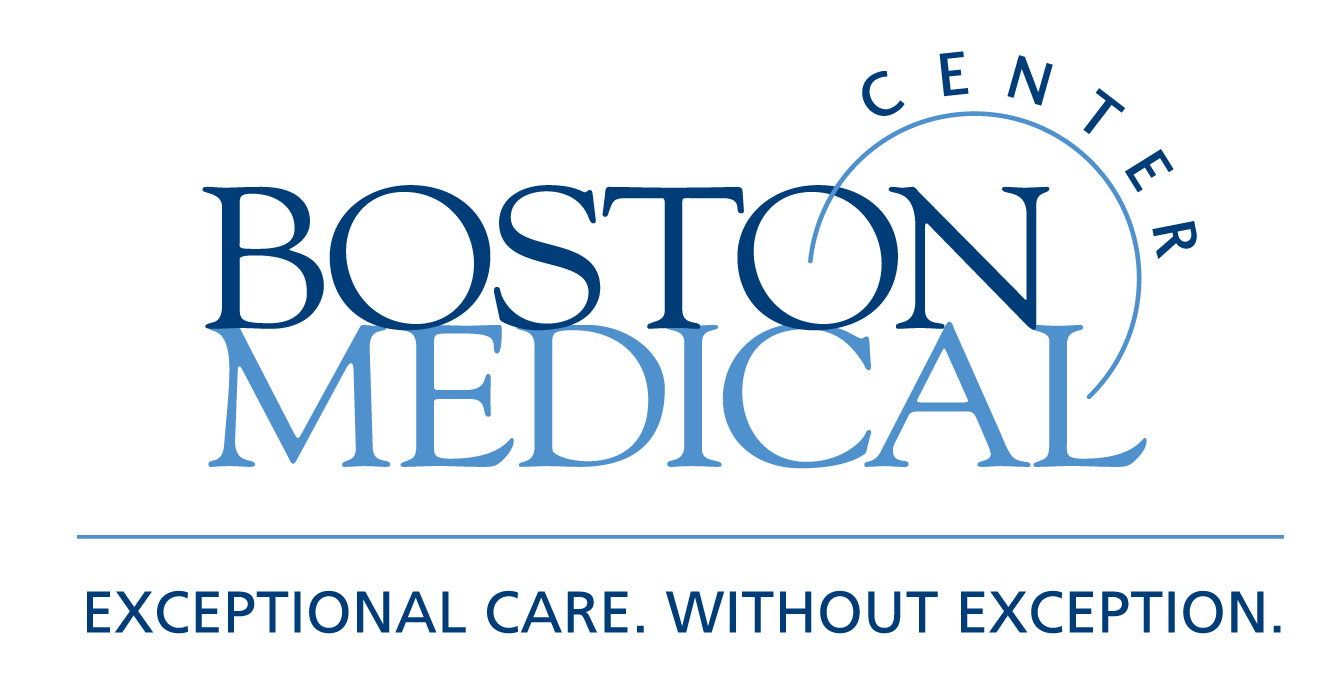 BOSTON
MEDICAL
CENTER
EXCEPTIONAL CARE. WITHOUT EXCEPTION.